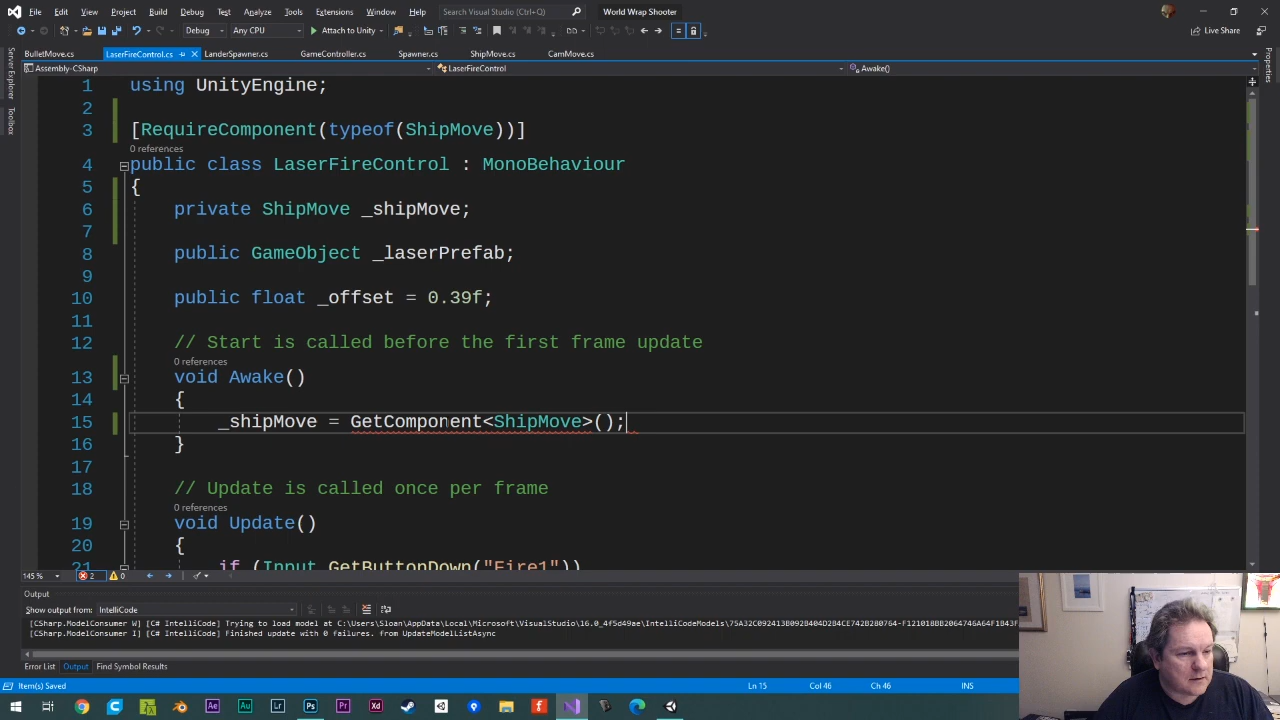 File Edit View Project Build Debug Test Analyze Tools Extensions Window Help Search Visual Studio (Ctrl+Q) World Wrap Shooter
Debug Any CPU Attach to Unity Live Share
BulletMove.cs LaserFireControl.cs LanderSpawner.cs GameController.cs Spawner.cs ShipMove.cs CamMove.cs
Assembly-CSharp LaserFireControl Awake()
Server Explorer
Toolbox
Properties
1 using UnityEngine;
2
3 [RequireComponent(typeof(ShipMove))]
0 references
4 public class LaserFireControl : MonoBehaviour
5 {
6 private ShipMove _shipMove;
7
8 public GameObject _laserPrefab;
9
10 public float _offset = 0.39f;
11
12 // Start is called before the first frame update
0 references
13 void Awake()
14 {
15 _shipMove = GetComponent<ShipMove>();
16 }
17
18 // Update is called once per frame
0 references
19 void Update()
20 {
21 if (Input.GetButtonDown("Fire1"))
145 % 2 0
Output
Show output from: IntelliCode
[CSharp.ModelConsumer W] [C# IntelliCode] Trying to load model at C:\Users\Sloan\AppData\Local\Microsoft\VisualStudio\16.0_4f5d49ae\IntelliCodeModels\
[CSharp.ModelConsumer I] [C# IntelliCode] Finished update with 0 failures. from UpdateModelListAsync
Error List Output Find Symbol Results
Item(s) Saved Ln 15 Col 46 Ch 46 INS